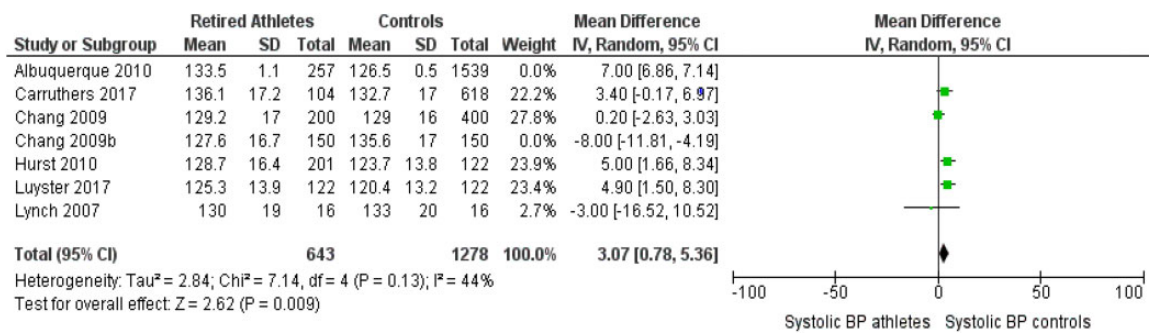 Retired Athletes Controls Mean Difference Mean Difference
Study or Subgroup Mean SD Total Mean SD Total Weight IV, Random, 95% CI IV, Random, 95% CI
Albuquerque 2010 133.5 1.1 257 126.5 0.5 1539 0.0% 7.00 [6.86, 7.14]
Carruthers 2017 136.1 17.2 104 132.7 17 618 22.2% 3.40 [-0.17, 6.97]
Chang 2009 129.2 17 200 129 16 400 27.8% 0.20 [-2.63, 3.03]
Chang 2009b 127.6 16.7 150 135.6 17 150 0.0% -8.00 [-11.81, -4.19]
Hurst 2010 128.7 16.4 201 123.7 13.8 122 23.9% 5.00 [1.66, 8.34]
Luyster 2017 125.3 13.9 122 120.4 13.2 122 23.4% 4.90 [1.50, 8.30]
Lynch 2007 130 19 16 133 20 16 2.7% -3.00 [-16.52, 10.52]
Total (95% CI) 643 1278 100.0% 3.07 [0.78, 5.36]
Heterogeneity: Tau² = 2.84; Chi² = 7.14, df = 4 (P = 0.13); I² = 44%
Test for overall effect: Z = 2.62 (P = 0.009)
-100 -50 0 50 100
Systolic BP athletes Systolic BP controls